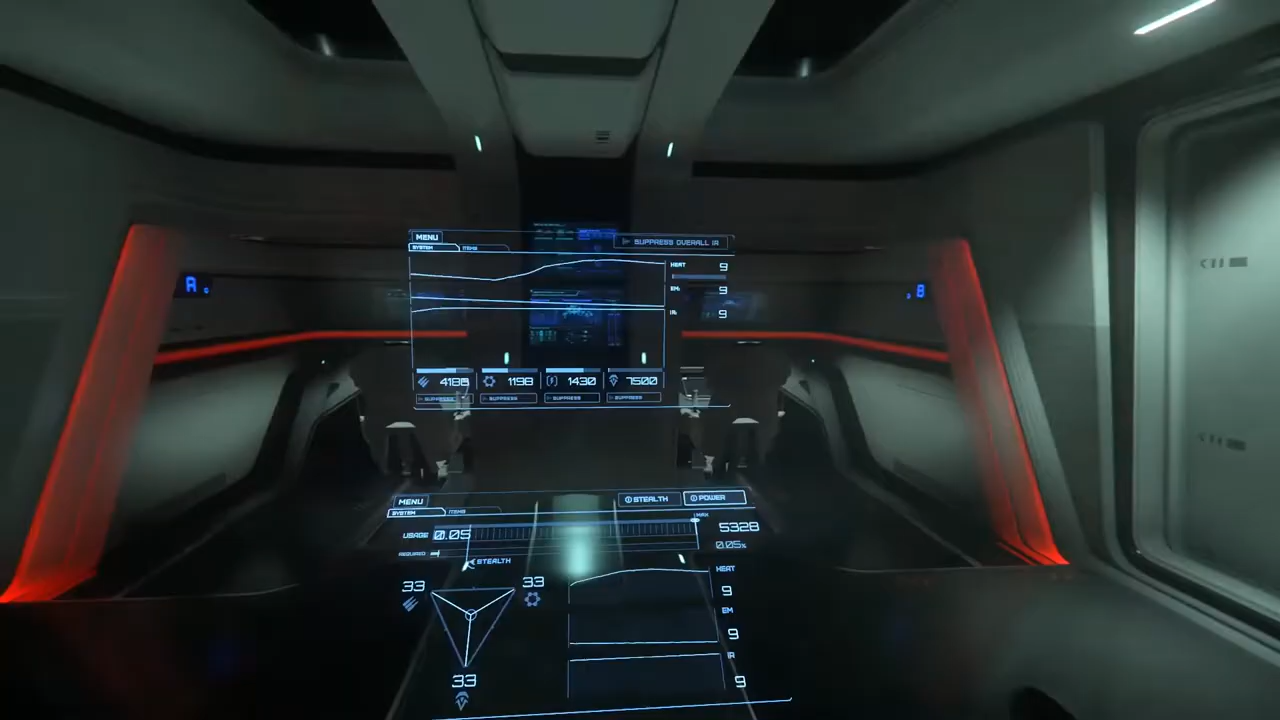 MENU
SYSTEM ITEMS
SUPPRESS OVERALL IR
HEAT 9
EM: 9
IR: 9
A
B
4188 1198 1430 7500
SUPPRESS SUPPRESS SUPPRESS SUPPRESS
MENU
STEALTH POWER
SYSTEM ITEMS
MAX
USAGE 0.05
5328
0.05%
REQUIRED
STEALTH
HEAT
33 33
9
EM
9
IR
33
9